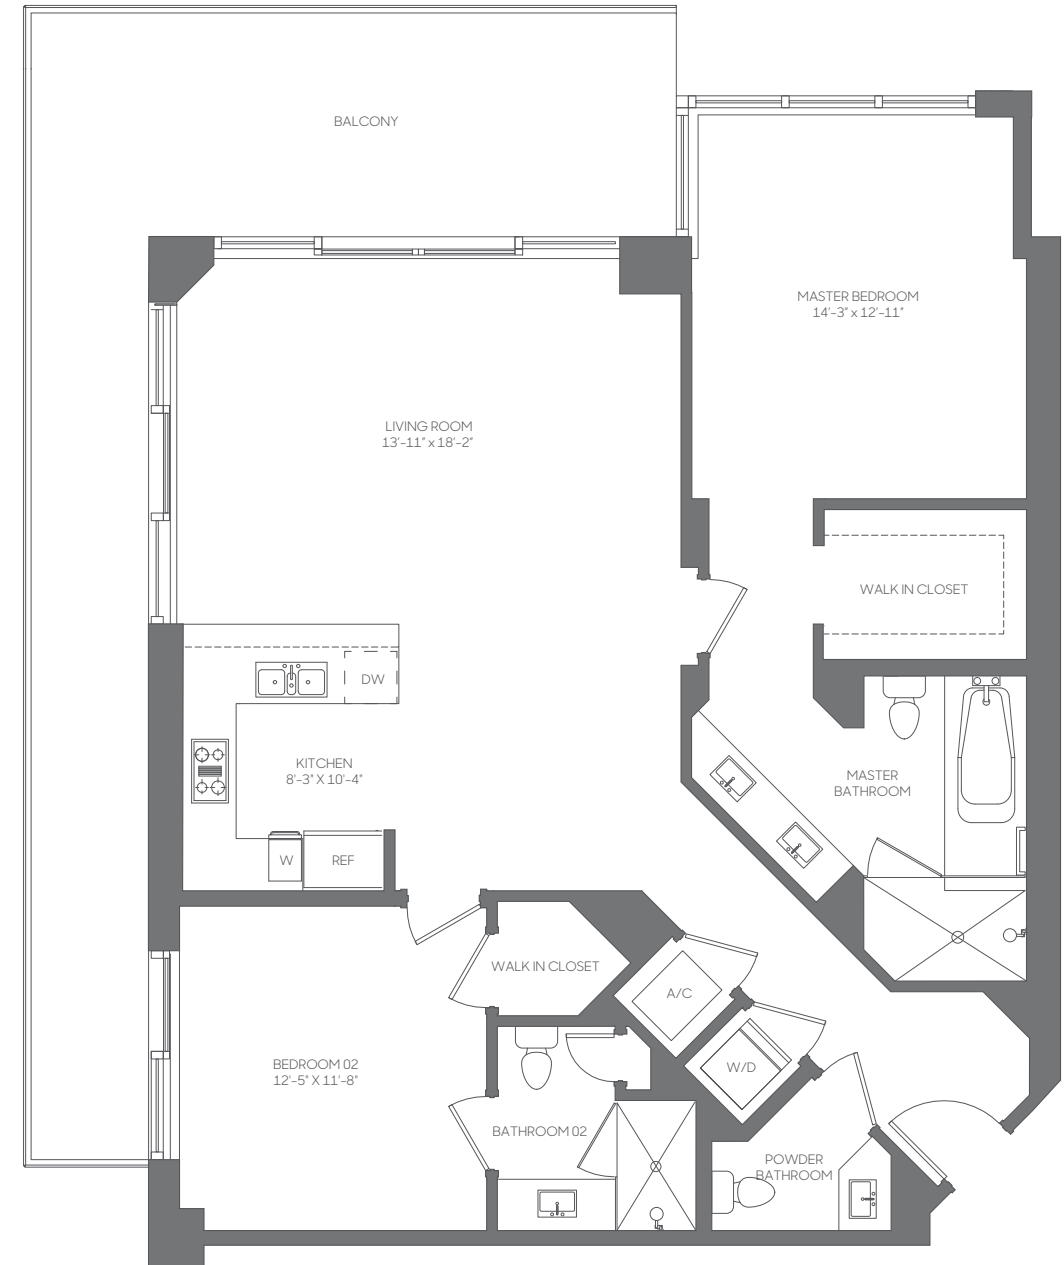 BALCONY
MASTER BEDROOM
14'-3" x 12'-11"
LIVING ROOM
13'-11" x 18'-2"
WALK IN CLOSET
DW
KITCHEN
8'-3" X 10'-4"
MASTER
BATHROOM
W
REF
WALK IN CLOSET
A/C
BEDROOM 02
12'-5" X 11'-8"
W/D
BATHROOM 02
POWDER
BATHROOM